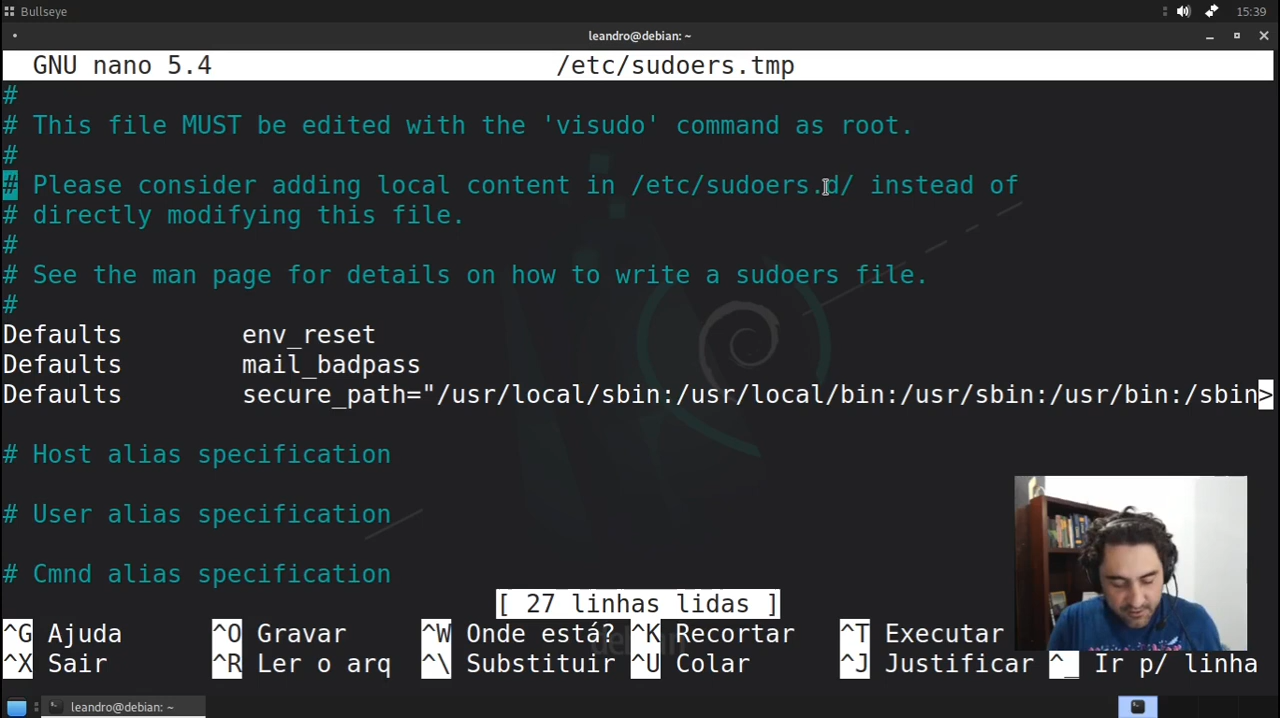 Bullseye 15:39
leandro@debian: ~
GNU nano 5.4 /etc/sudoers.tmp
#
# This file MUST be edited with the 'visudo' command as root.
#
# Please consider adding local content in /etc/sudoers.d/ instead of
# directly modifying this file.
#
# See the man page for details on how to write a sudoers file.
#
Defaults env_reset
Defaults mail_badpass
Defaults secure_path="/usr/local/sbin:/usr/local/bin:/usr/sbin:/usr/bin:/sbin>
# Host alias specification
# User alias specification
# Cmnd alias specification
[ 27 linhas lidas ]
^G Ajuda ^O Gravar ^W Onde está? ^K Recortar ^T Executar
^X Sair ^R Ler o arq ^\ Substituir ^U Colar ^J Justificar ^_ Ir p/ linha
debian
leandro@debian: ~